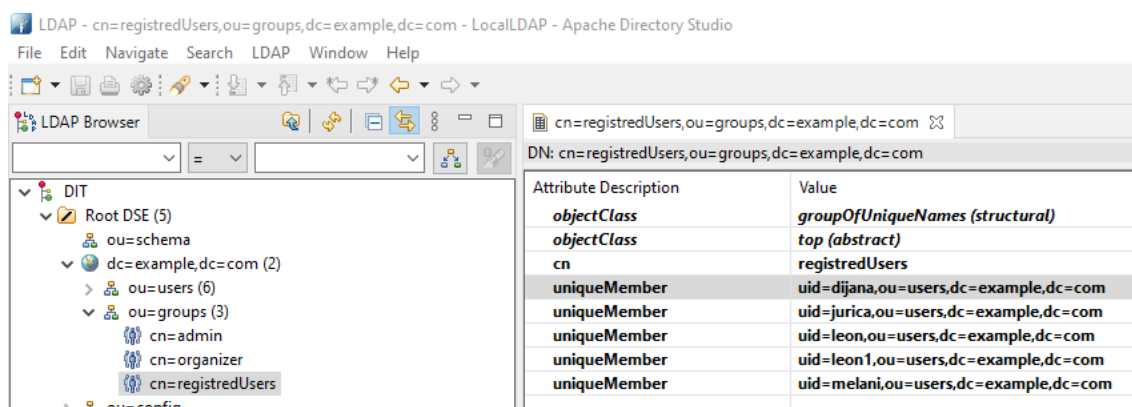 LDAP - cn=registredUsers,ou=groups,dc=example,dc=com - LocalLDAP - Apache Directory Studio
File Edit Navigate Search LDAP Window Help
LDAP Browser
cn=registredUsers,ou=groups,dc=example,dc=com
=
DN: cn=registredUsers,ou=groups,dc=example,dc=com
DIT
Root DSE (5)
ou=schema
dc=example,dc=com (2)
ou=users (6)
ou=groups (3)
cn=admin
cn=organizer
cn=registredUsers
ou=config
Attribute Description Value
objectClass groupOfUniqueNames (structural)
objectClass top (abstract)
cn registredUsers
uniqueMember uid=dijana,ou=users,dc=example,dc=com
uniqueMember uid=jurica,ou=users,dc=example,dc=com
uniqueMember uid=leon,ou=users,dc=example,dc=com
uniqueMember uid=leon1,ou=users,dc=example,dc=com
uniqueMember uid=melani,ou=users,dc=example,dc=com